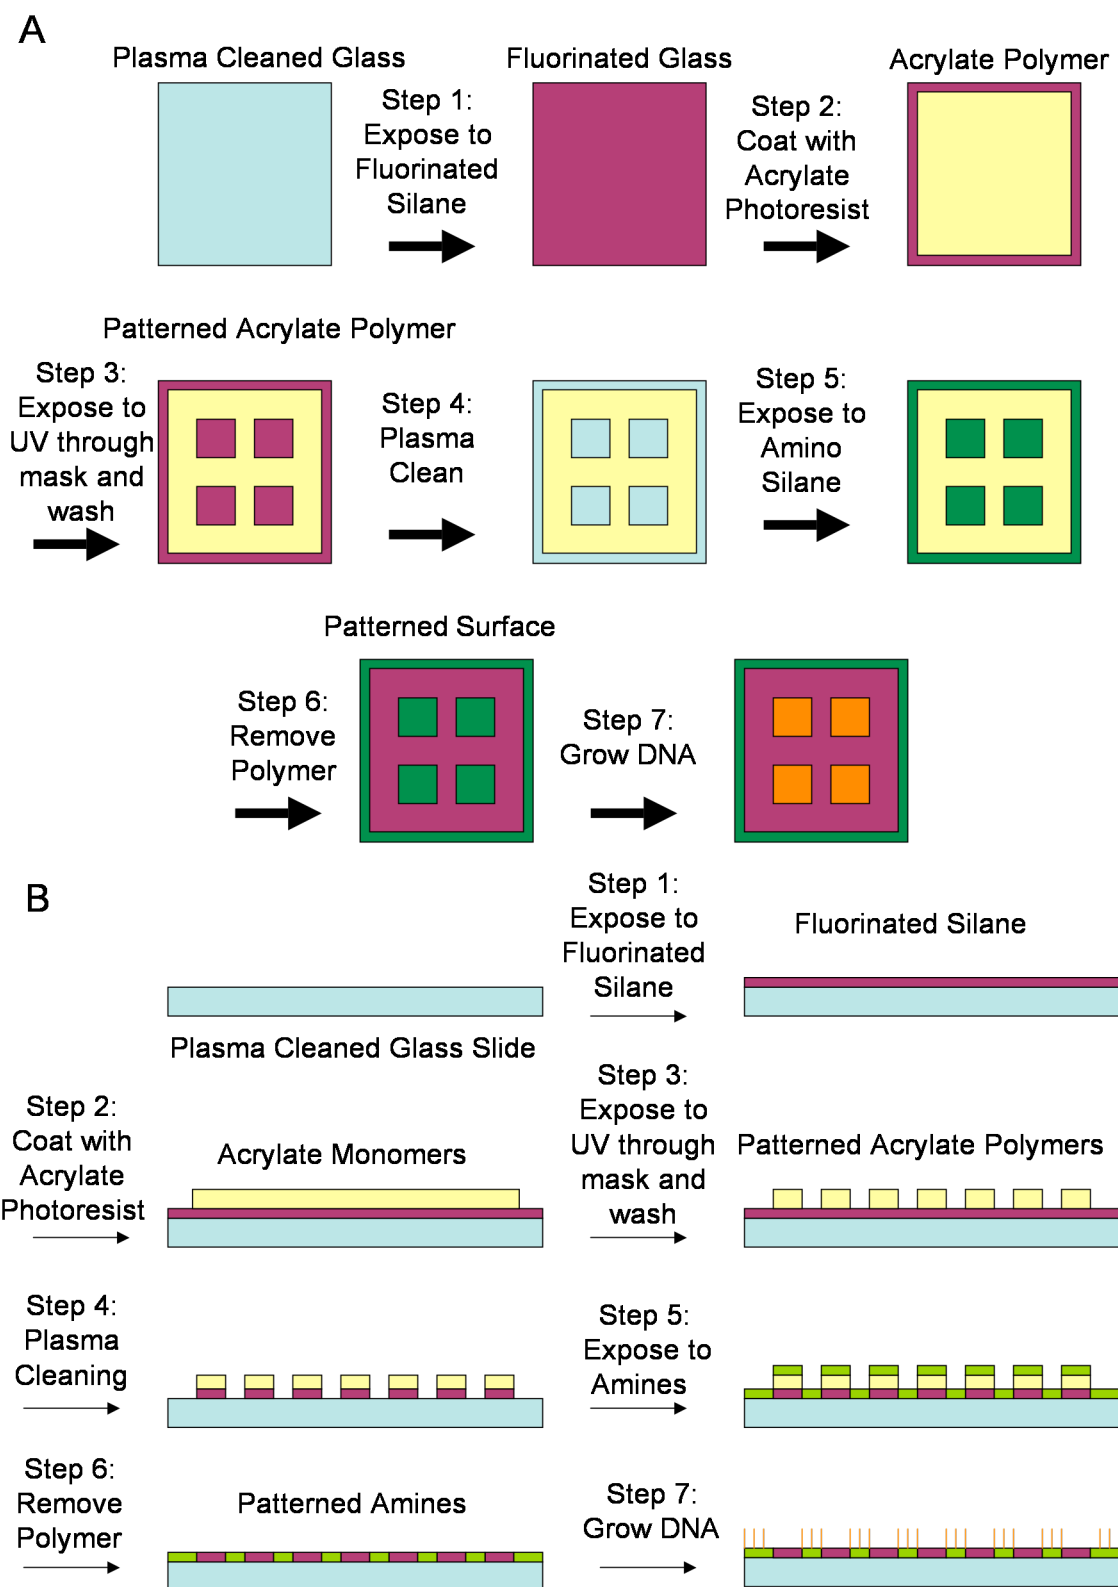 A
Plasma Cleaned Glass
Step 1:
Expose to
Fluorinated
Silane
Fluorinated Glass
Step 2:
Coat with
Acrylate
Photoresist
Acrylate Polymer
Patterned Acrylate Polymer
Step 3:
Expose to
UV through
mask and
wash
Step 4:
Plasma
Clean
Step 5:
Expose to
Amino
Silane
Patterned Surface
Step 6:
Remove
Polymer
Step 7:
Grow DNA
B
Plasma Cleaned Glass Slide
Step 1:
Expose to
Fluorinated
Silane
Fluorinated Silane
Step 2:
Coat with
Acrylate
Photoresist
Acrylate Monomers
Step 3:
Expose to
UV through
mask and
wash
Patterned Acrylate Polymers
Step 4:
Plasma
Cleaning
Step 5:
Expose to
Amines
Step 6:
Remove
Polymer
Patterned Amines
Step 7:
Grow DNA